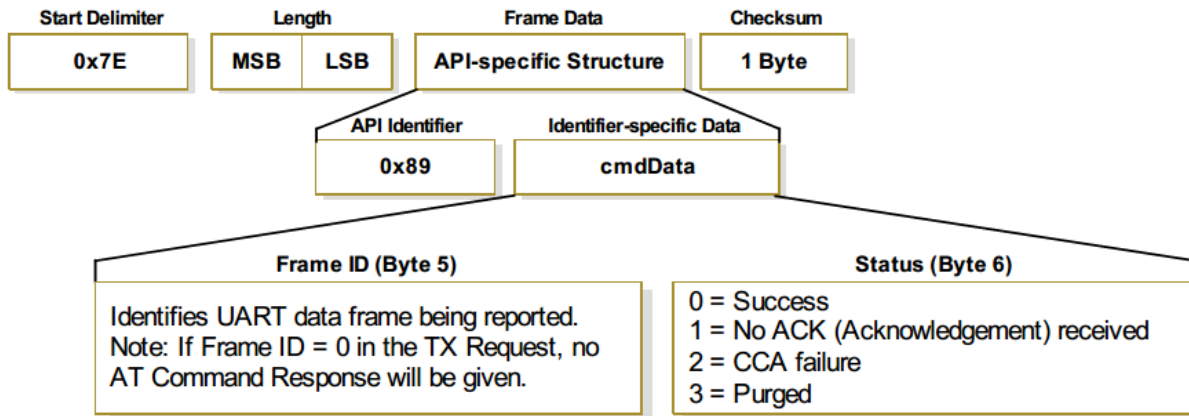 Start Delimiter Length Frame Data Checksum
0x7E MSB LSB API-specific Structure 1 Byte
API Identifier Identifier-specific Data
0x89 cmdData
Frame ID (Byte 5)
Identifies UART data frame being reported.
Note: If Frame ID = 0 in the TX Request, no
AT Command Response will be given.
Status (Byte 6)
0 = Success
1 = No ACK (Acknowledgement) received
2 = CCA failure
3 = Purged